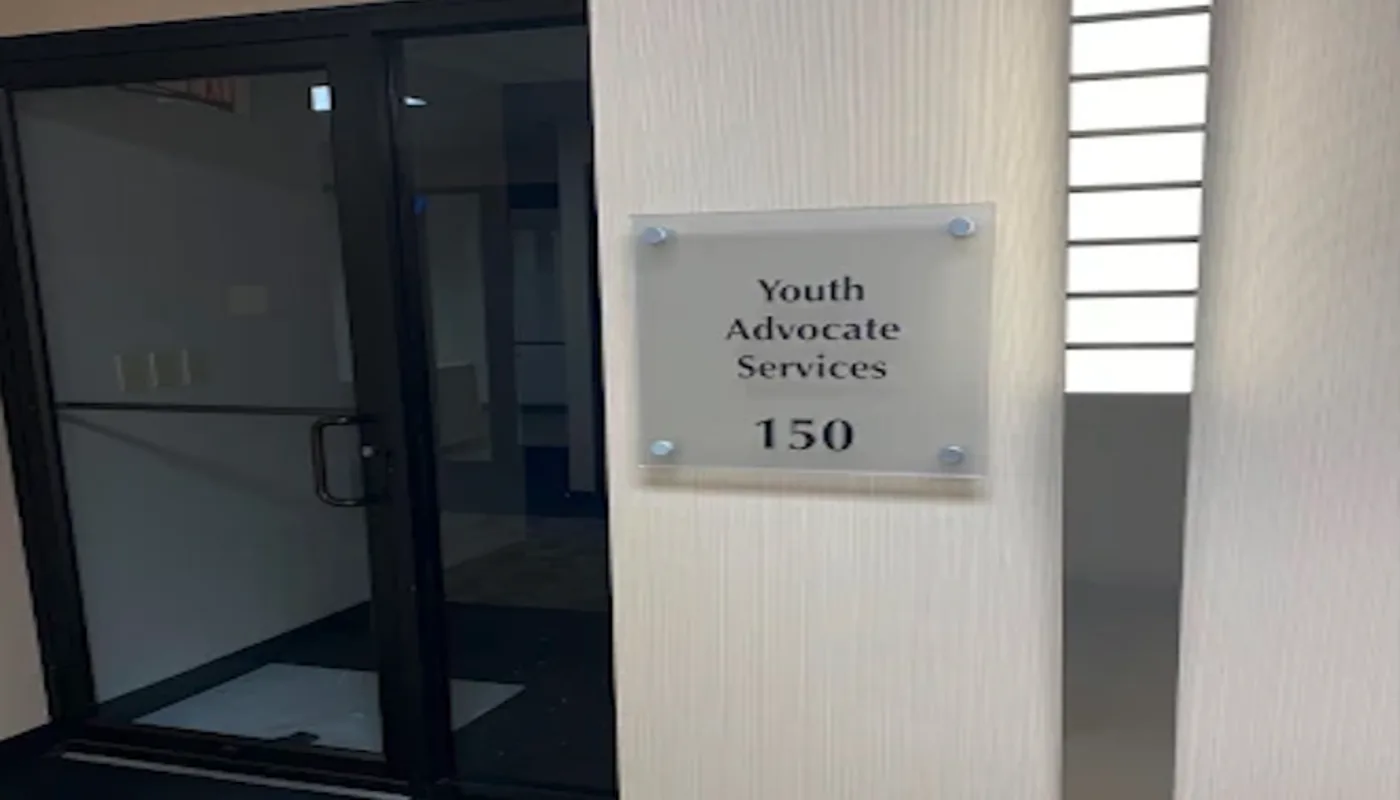 Youth
Advocate
Services
150